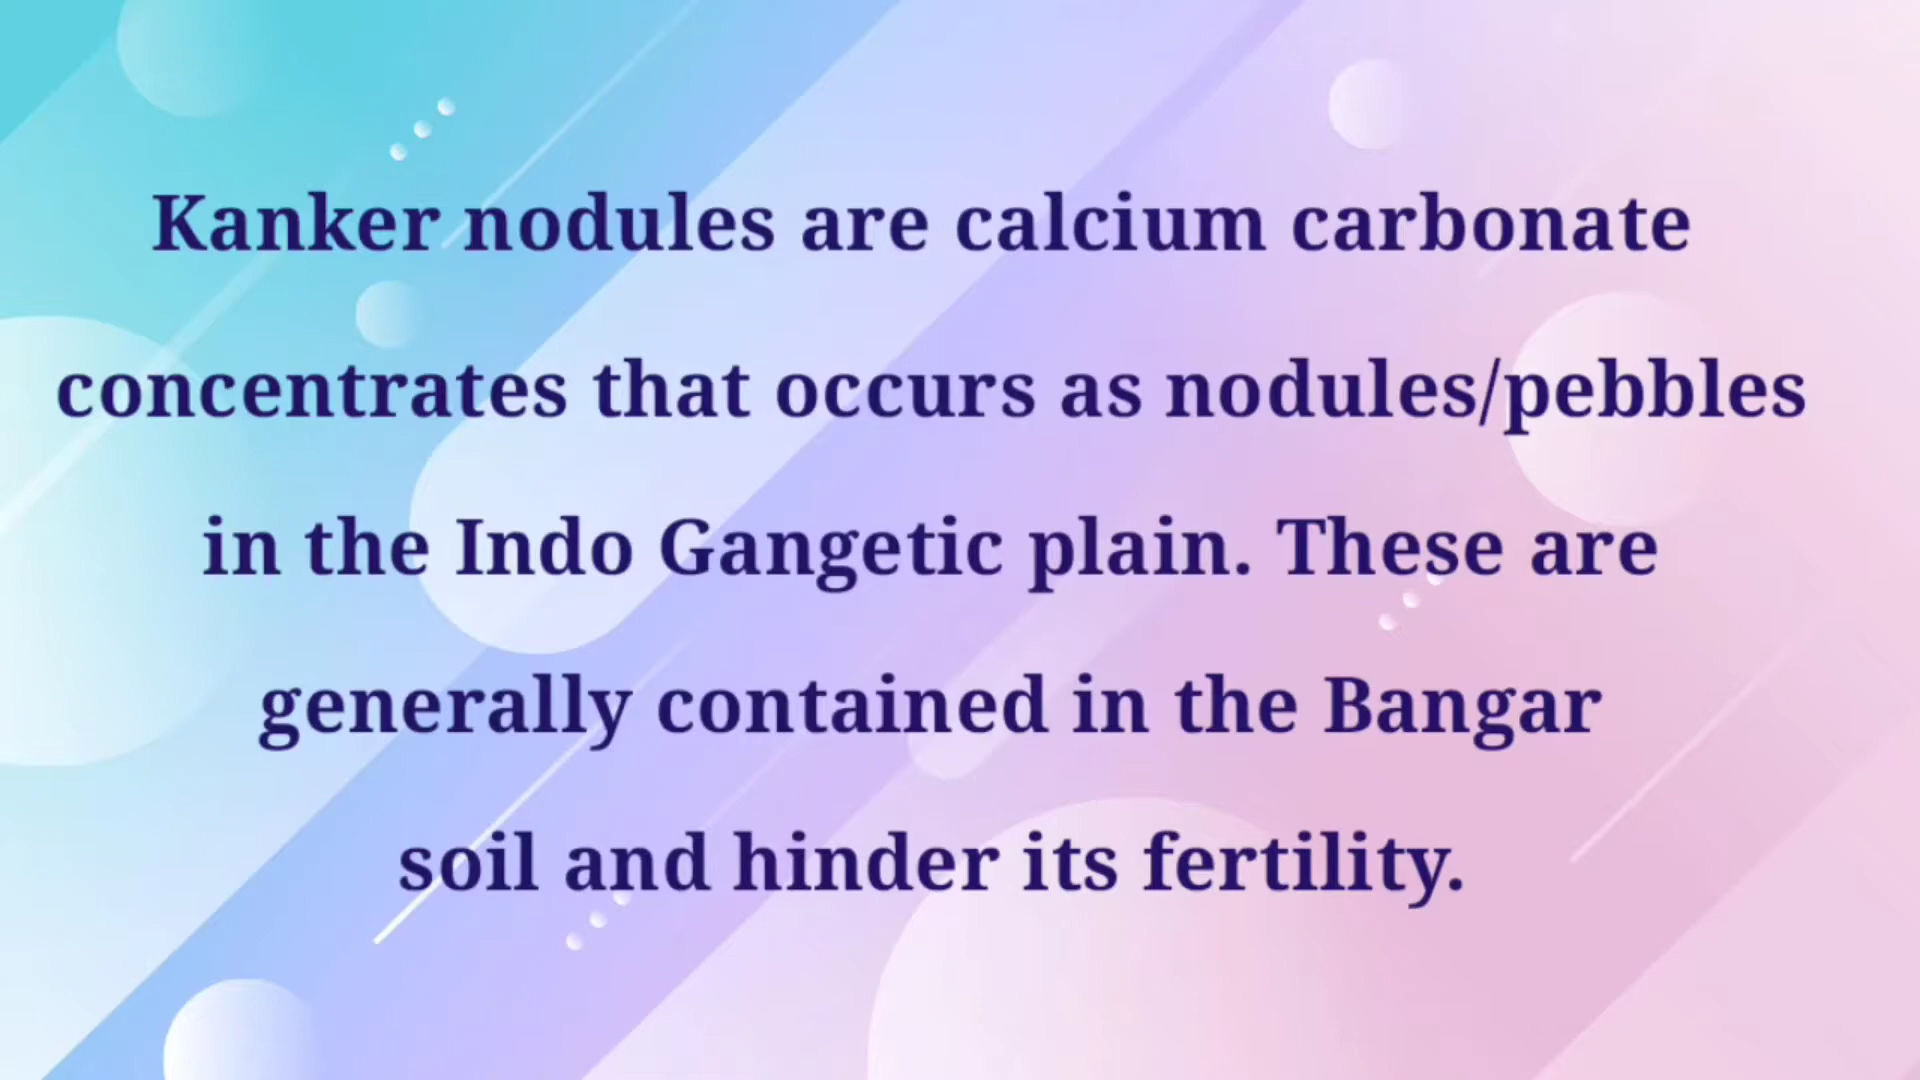 Kanker nodules are calcium carbonate
concentrates that occurs as nodules/pebbles
in the Indo Gangetic plain. These are
generally contained in the Bangar
soil and hinder its fertility.